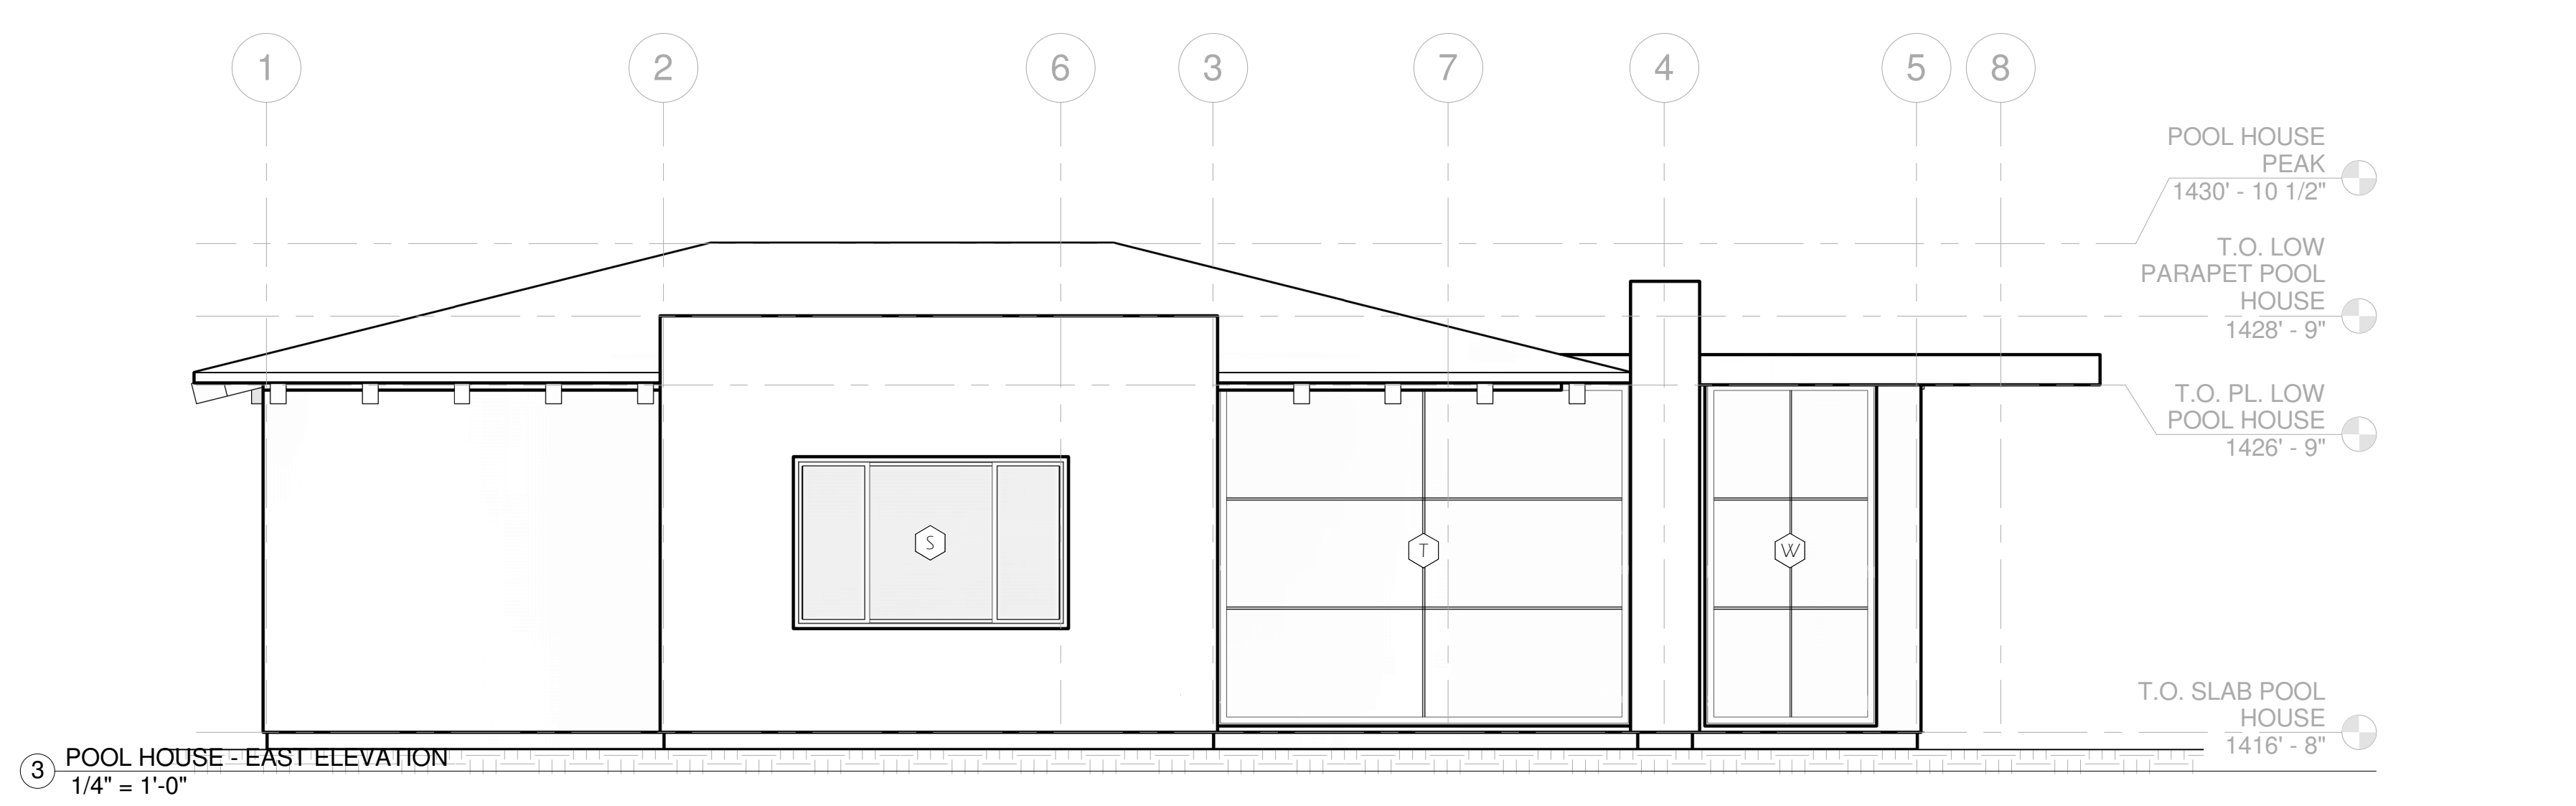 1 2 6 3 7 4 5 8
POOL HOUSE
PEAK
1430' - 10 1/2"
T.O. LOW
PARAPET POOL
HOUSE
1428' - 9"
T.O. PL. LOW
POOL HOUSE
1426' - 9"
S T W
T.O. SLAB POOL
HOUSE
1416' - 8"
3 POOL HOUSE - EAST ELEVATION
1/4" = 1'-0"